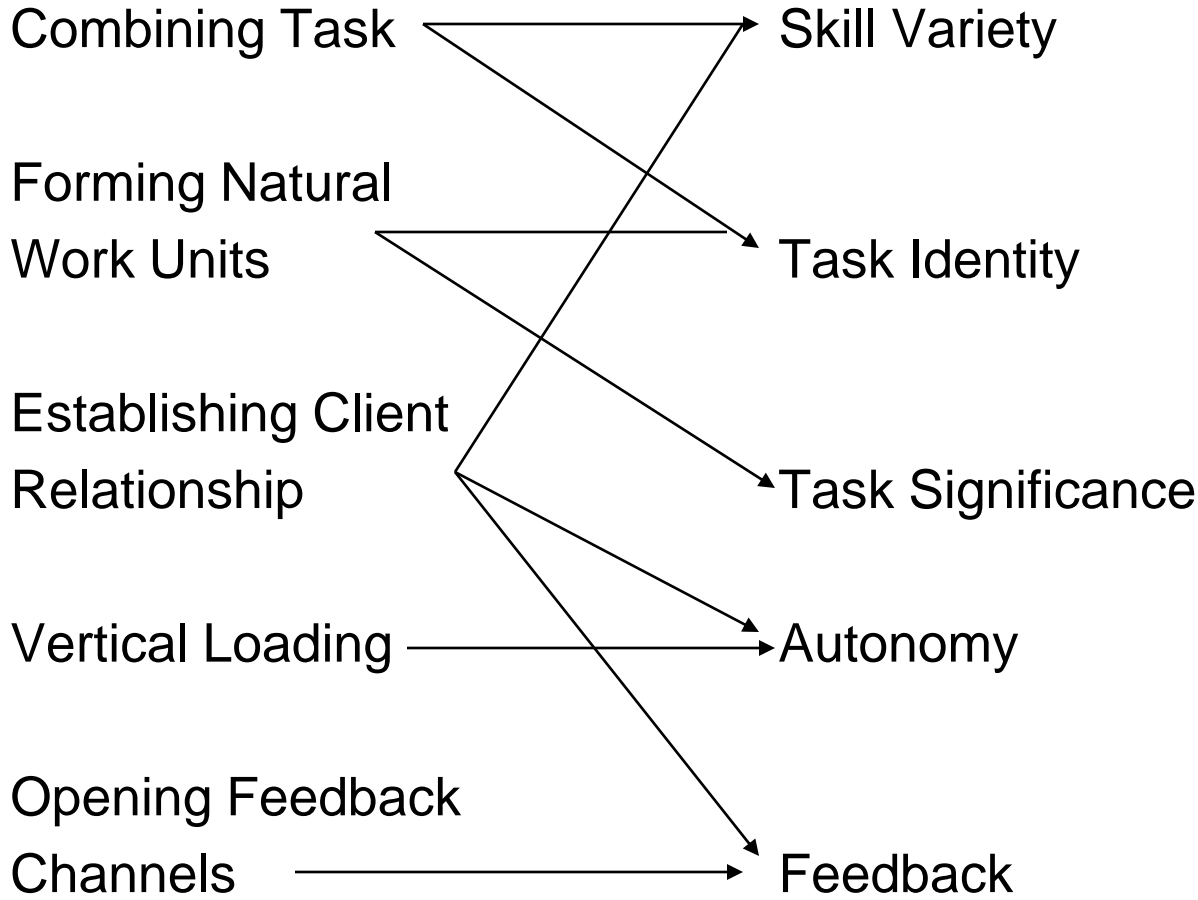 Combining Task Skill Variety
Forming Natural
Work Units Task Identity
Establishing Client
Relationship Task Significance
Vertical Loading Autonomy
Opening Feedback
Channels Feedback